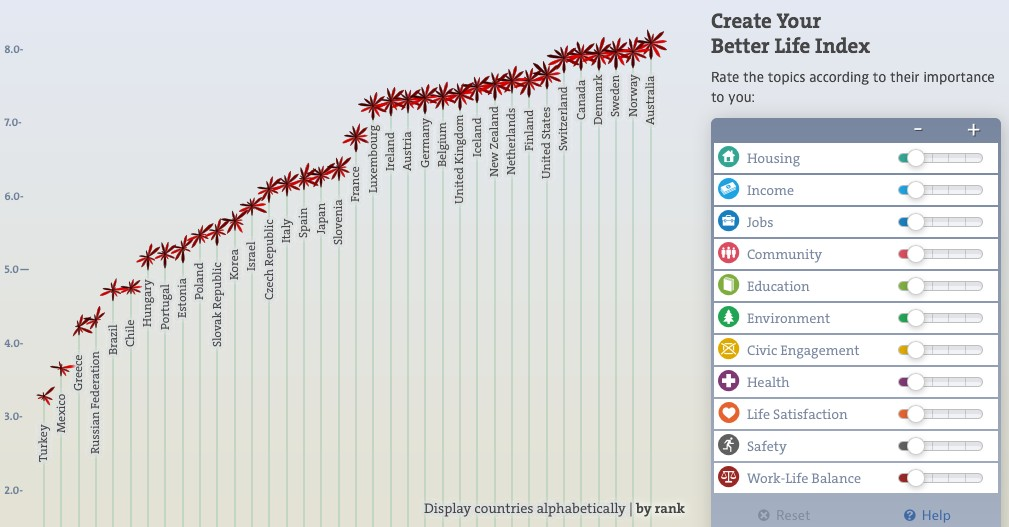 Create Your
Better Life Index
Rate the topics according to their importance
to you:
- +
Housing
Income
Jobs
Community
Education
Environment
Civic Engagement
Health
Life Satisfaction
Safety
Work-Life Balance
Reset
? Help
8.0-
7.0-
6.0-
5.0-
4.0-
3.0-
2.0-
Turkey
Mexico
Greece
Russian Federation
Brazil
Chile
Hungary
Portugal
Estonia
Poland
Slovak Republic
Korea
Israel
Czech Republic
Italy
Spain
Japan
Slovenia
France
Luxembourg
Ireland
Austria
Germany
Belgium
United Kingdom
Iceland
New Zealand
Netherlands
Finland
United States
Switzerland
Canada
Denmark
Sweden
Norway
Australia
Display countries alphabetically | by rank